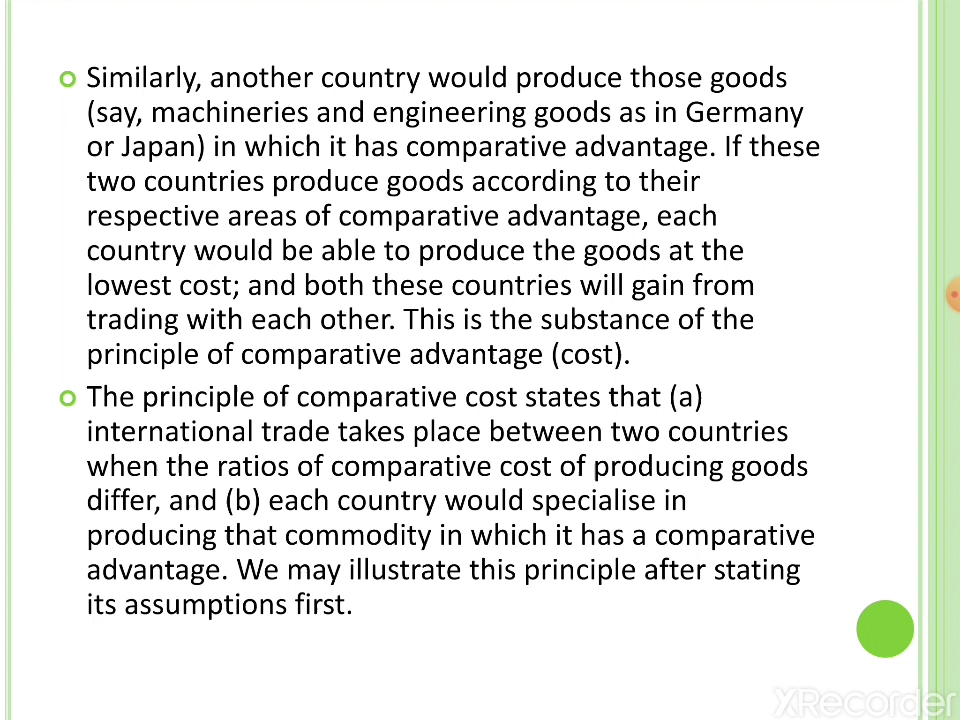 Similarly, another country would produce those goods
(say, machineries and engineering goods as in Germany
or Japan) in which it has comparative advantage. If these
two countries produce goods according to their
respective areas of comparative advantage, each
country would be able to produce the goods at the
lowest cost; and both these countries will gain from
trading with each other. This is the substance of the
principle of comparative advantage (cost).
The principle of comparative cost states that (a)
international trade takes place between two countries
when the ratios of comparative cost of producing goods
differ, and (b) each country would specialise in
producing that commodity in which it has a comparative
advantage. We may illustrate this principle after stating
its assumptions first.
XRecorder